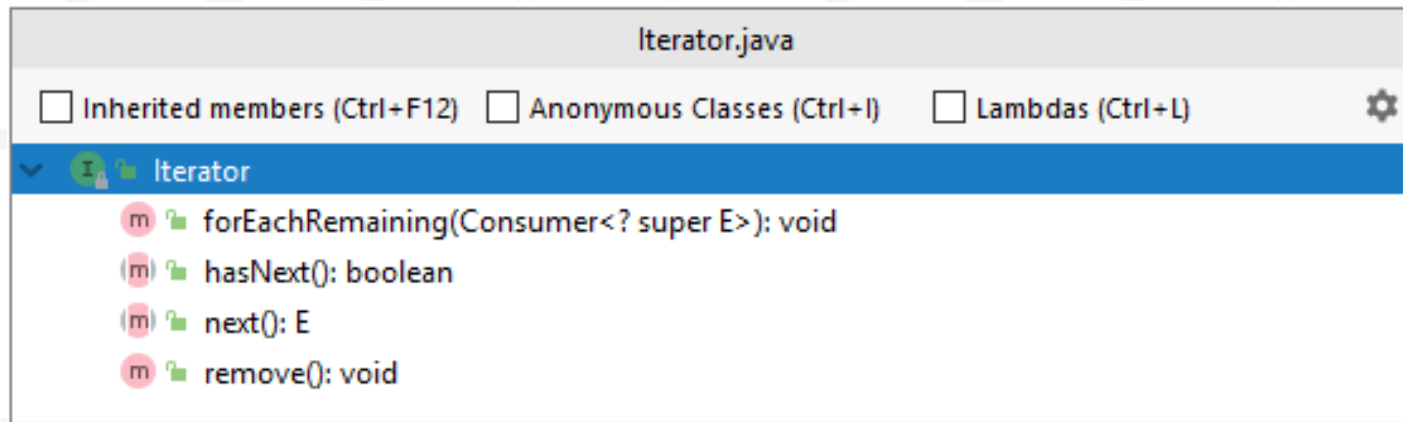 Iterator.java
Inherited members (Ctrl+F12) Anonymous Classes (Ctrl+I) Lambdas (Ctrl+L)
I Iterator
m forEachRemaining(Consumer<? super E>): void
m hasNext(): boolean
m next(): E
m remove(): void